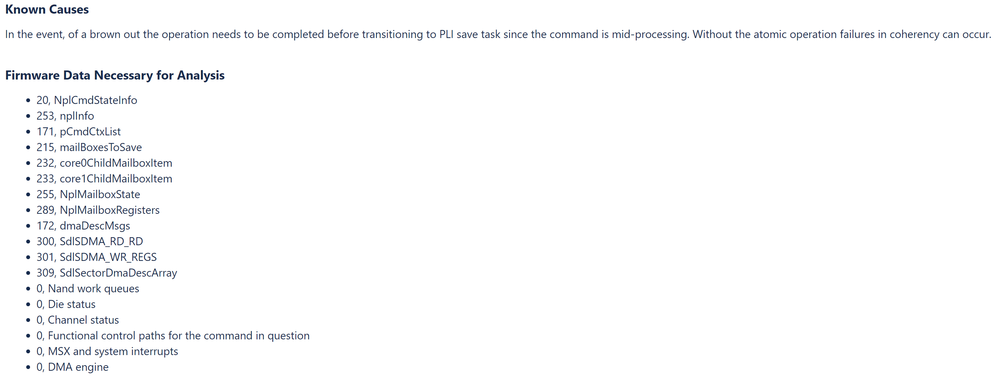 Known Causes
In the event, of a brown out the operation needs to be completed before transitioning to PLI save task since the command is mid-processing. Without the atomic operation failures in coherency can occur.
Firmware Data Necessary for Analysis
• 20, NplCmdStateInfo
• 253, nplInfo
• 171, pCmdCtxList
• 215, mailBoxesToSave
• 232, core0ChildMailboxItem
• 233, core1ChildMailboxItem
• 255, NplMailboxState
• 289, NplMailboxRegisters
• 172, dmaDescMsgs
• 300, SdlSDMA_RD_RD
• 301, SdlSDMA_WR_REGS
• 309, SdlSectorDmaDescArray
• 0, Nand work queues
• 0, Die status
• 0, Channel status
• 0, Functional control paths for the command in question
• 0, MSX and system interrupts
• 0, DMA engine